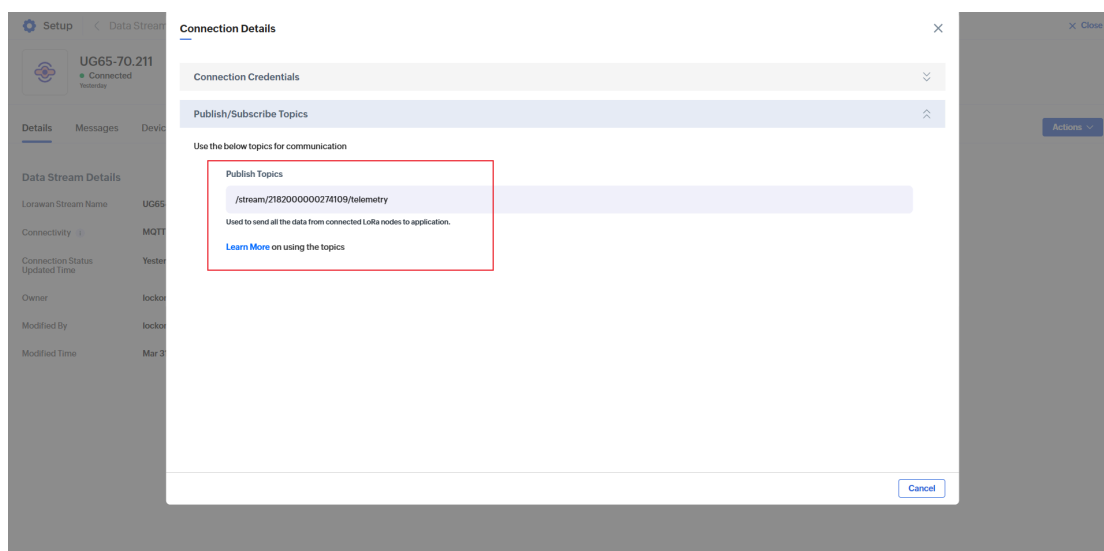 Setup
Data Stream
Connection Details
Close
UG65-70.211
Connected
Yesterday
Connection Credentials
Publish/Subscribe Topics
Details Messages Devic
Actions
Use the below topics for communication
Publish Topics
Data Stream Details
/stream/2182000000274109/telemetry
Lorawan Stream Name UG65
Used to send all the data from connected LoRa nodes to application.
Connectivity MQTT
Learn More on using the topics
Connection Status Yester
Updated Time
Owner lockor
Modified By lockor
Modified Time Mar 3
Cancel